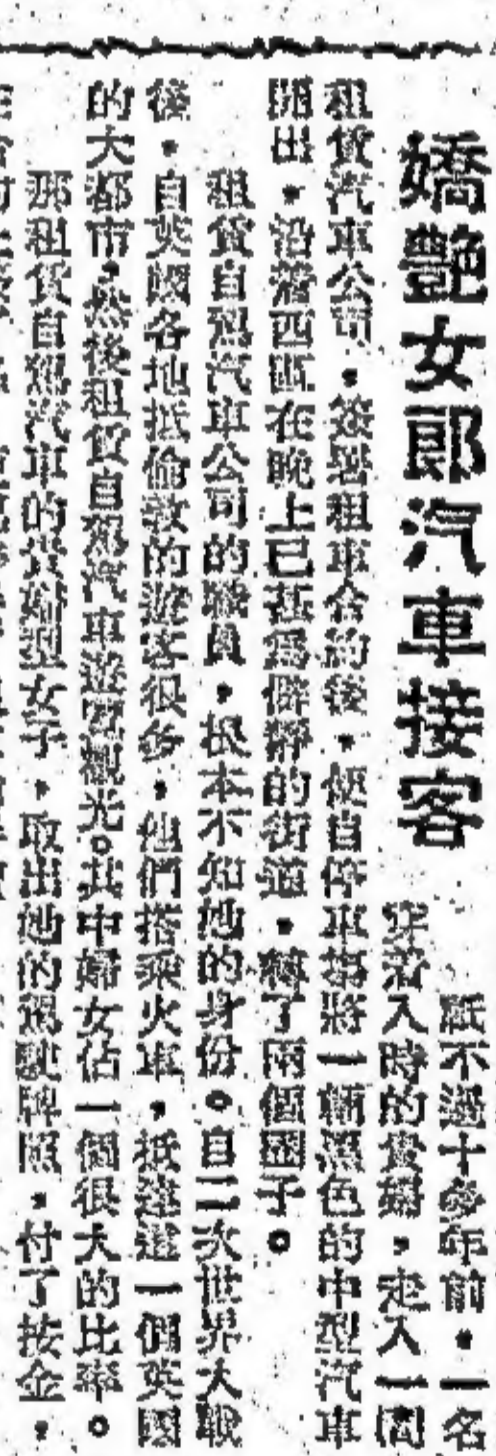 嬌艷女郎汽車接客
祇不過十多年前，一名
穿着入時的貴婦，走入一間
租賃汽車公司，簽署租車合約後，便自停車場將一輛深色的中型汽車
開出，沿着西區在晚上已甚為僻靜的街道，轉了兩個圈子。
租賃自駕汽車公司的職員，根本不知她的身份。自二次世界大戰
後，自英國各地抵倫敦的遊客很多，他們搭乘火車，抵達這一個英國
的大都市，然後租賃自駕汽車遊覽觀光。其中婦女佔一個很大的比率。
那租賃自駕汽車的貴婦型女子，取出她的駕駛牌照，付了按金，